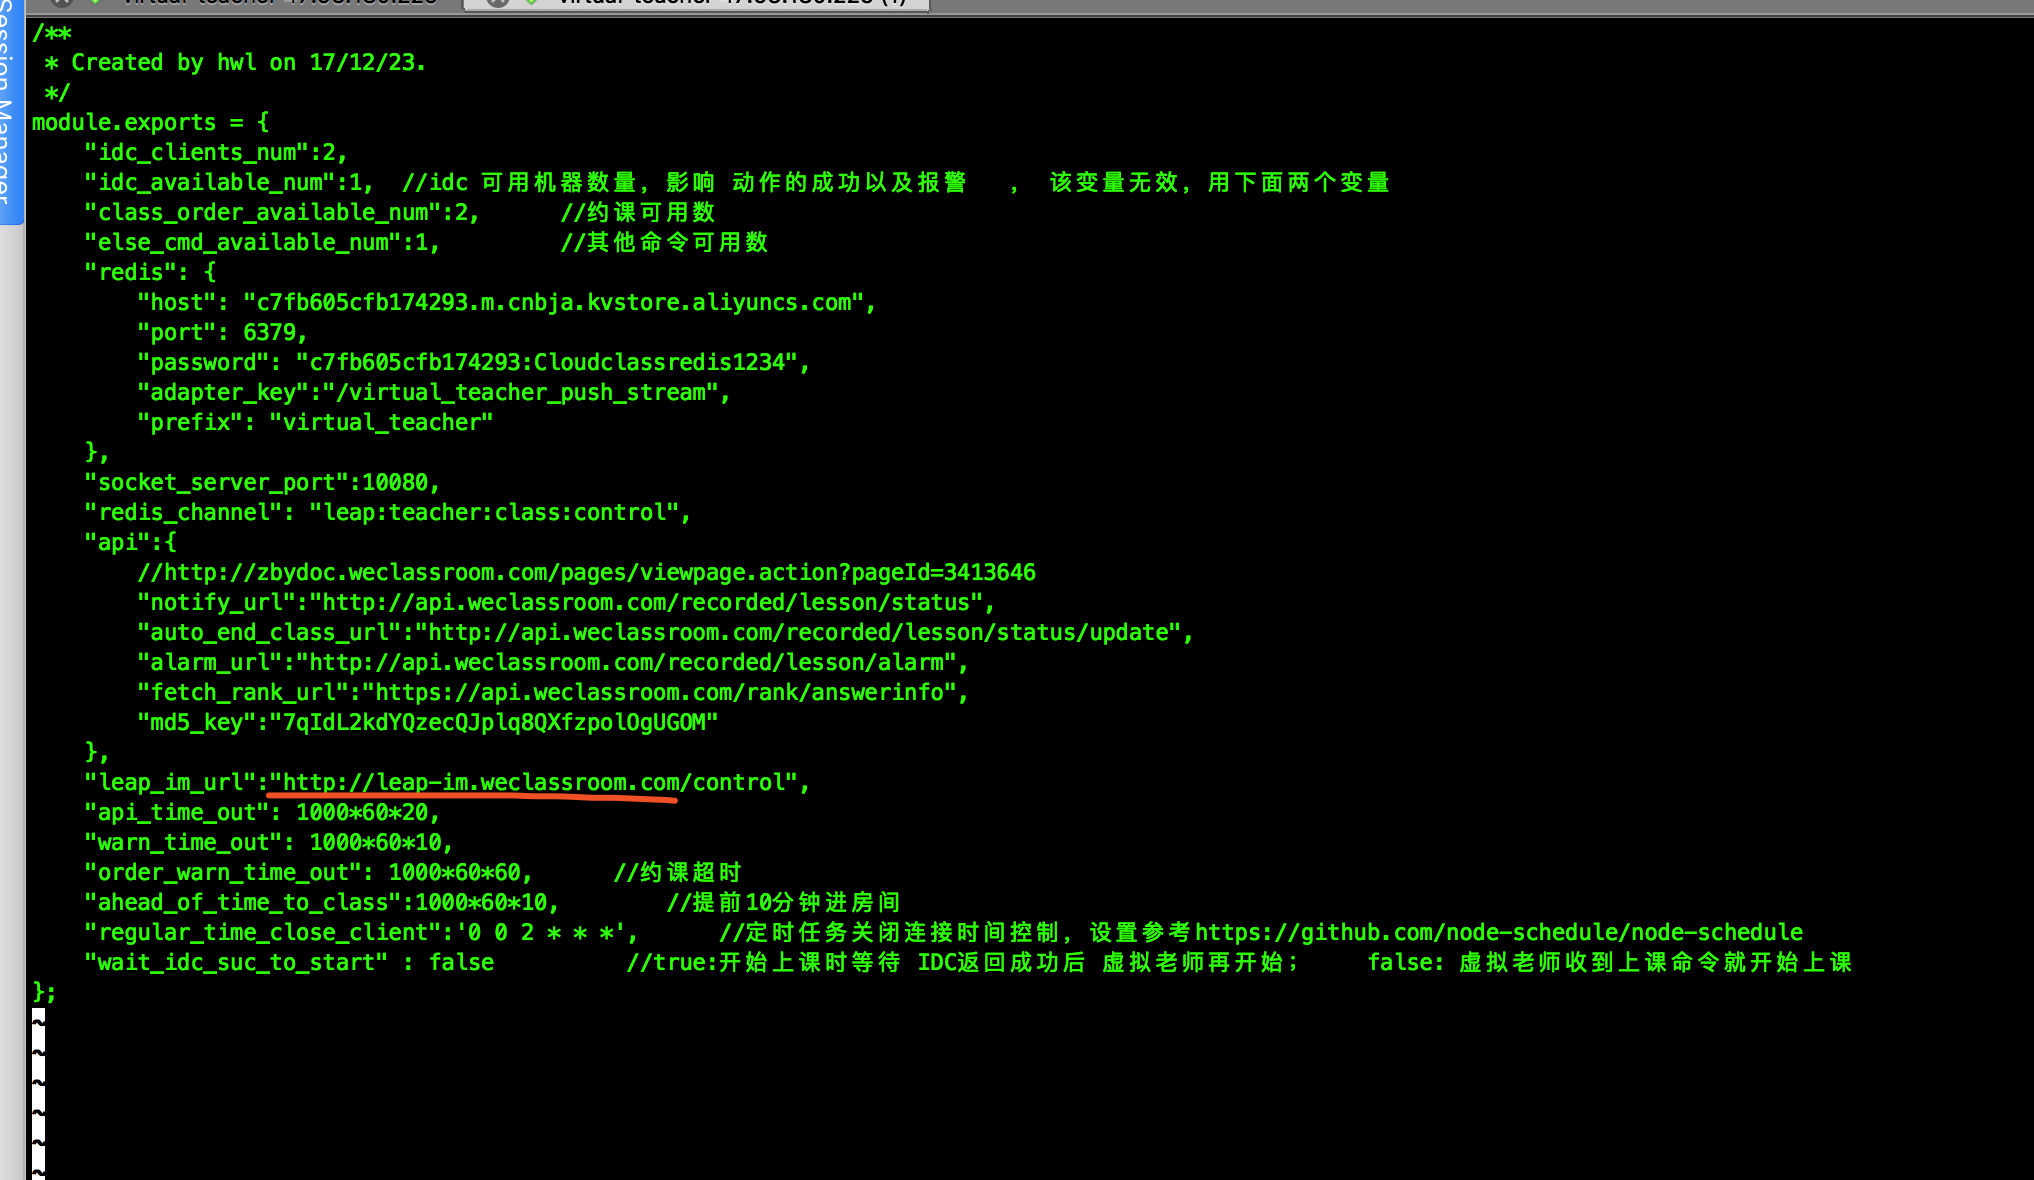 Session Manager
/**
 * Created by hwl on 17/12/23.
 */
module.exports = {
    "idc_clients_num":2,
    "idc_available_num":1,  //idc 可用机器数量，影响 动作的成功以及报警   ， 该变量无效，用下面两个变量
    "class_order_available_num":2,      //约课可用数
    "else_cmd_available_num":1,         //其他命令可用数
    "redis": {
        "host": "c7fb605cfb174293.m.cnbja.kvstore.aliyuncs.com",
        "port": 6379,
        "password": "c7fb605cfb174293:Cloudclassredis1234",
        "adapter_key":"/virtual_teacher_push_stream",
        "prefix": "virtual_teacher"
    },
    "socket_server_port":10080,
    "redis_channel": "leap:teacher:class:control",
    "api":{
        //http://zbydoc.weclassroom.com/pages/viewpage.action?pageId=3413646
        "notify_url":"http://api.weclassroom.com/recorded/lesson/status",
        "auto_end_class_url":"http://api.weclassroom.com/recorded/lesson/status/update",
        "alarm_url":"http://api.weclassroom.com/recorded/lesson/alarm",
        "fetch_rank_url":"https://api.weclassroom.com/rank/answerinfo",
        "md5_key":"7qIdL2kdYQzecQJplq8QXfzpolOgUGOM"
    },
    "leap_im_url":"http://leap-im.weclassroom.com/control",
    "api_time_out": 1000*60*20,
    "warn_time_out": 1000*60*10,
    "order_warn_time_out": 1000*60*60,      //约课超时
    "ahead_of_time_to_class":1000*60*10,        //提前10分钟进房间
    "regular_time_close_client":'0 0 2 * * *',      //定时任务关闭连接时间控制，设置参考https://github.com/node-schedule/node-schedule
    "wait_idc_suc_to_start" : false          //true:开始上课时等待 IDC返回成功后 虚拟老师再开始；    false: 虚拟老师收到上课命令就开始上课
};
~
~
~
~
~
~